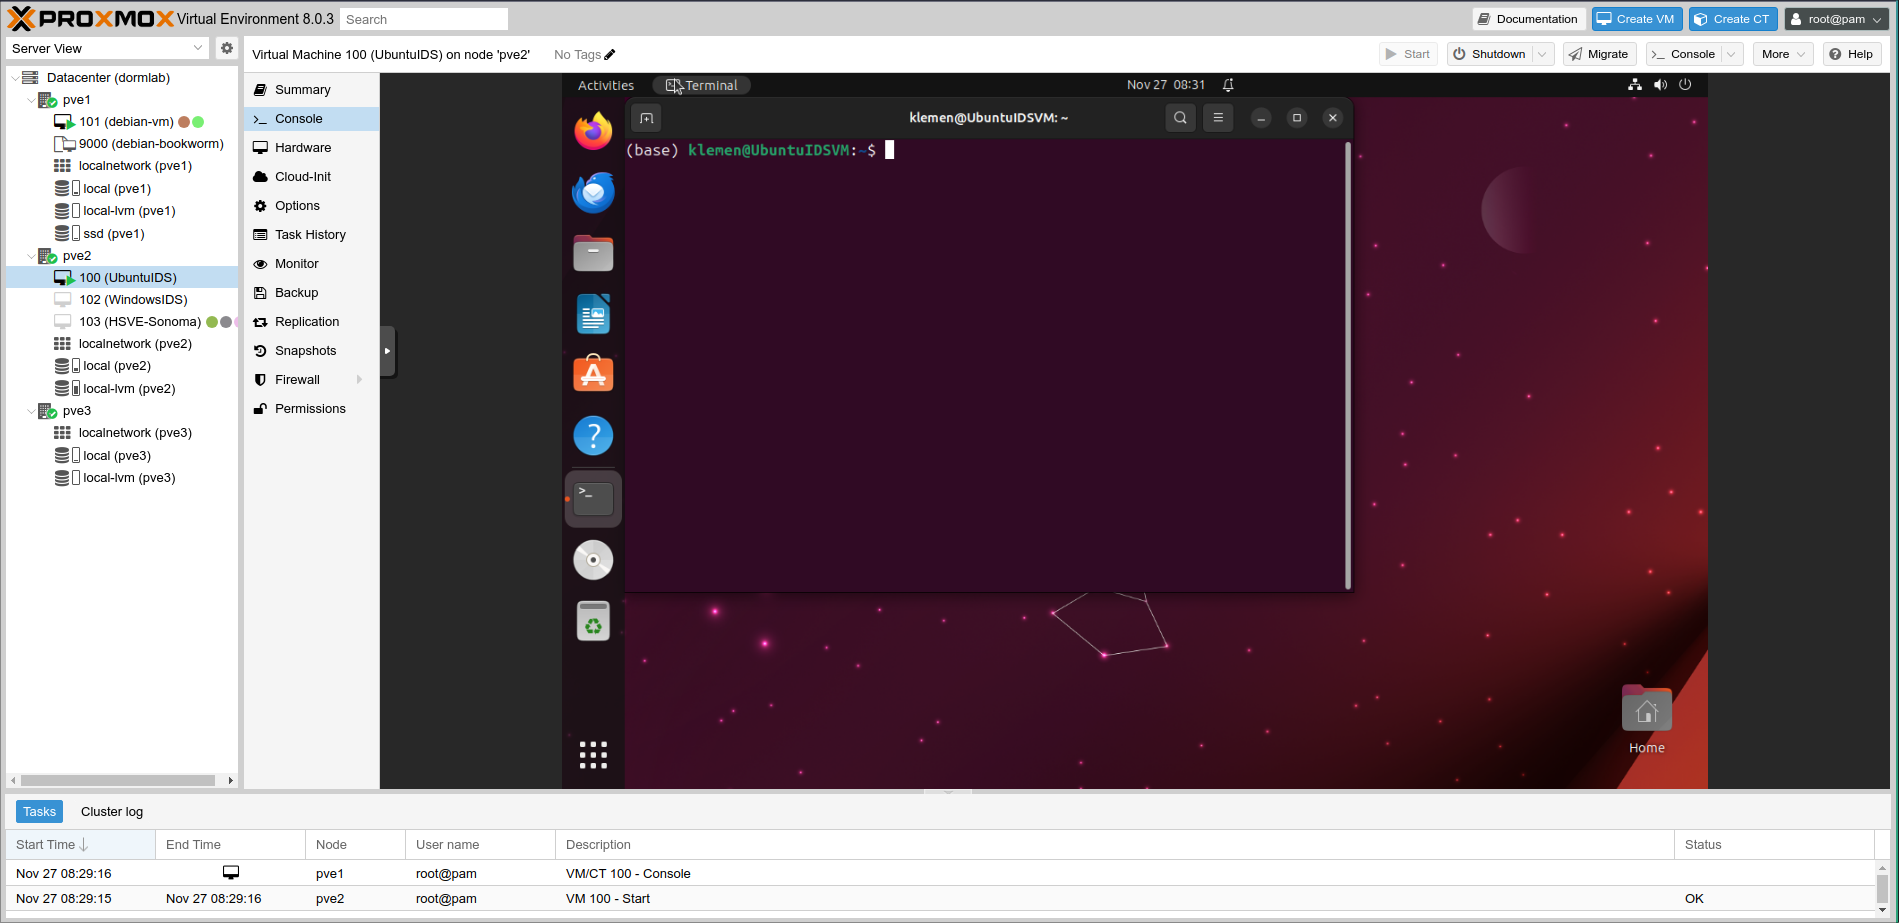 PROXMOX Virtual Environment 8.0.3 Search Documentation Create VM Create CT root@pam
Server View
Virtual Machine 100 (UbuntuIDS) on node 'pve2' No Tags Start Shutdown Migrate Console More Help
Datacenter (dormlab)
pve1
101 (debian-vm)
9000 (debian-bookworm)
localnetwork (pve1)
local (pve1)
local-lvm (pve1)
ssd (pve1)
pve2
100 (UbuntuIDS)
102 (WindowsIDS)
103 (HSVE-Sonoma)
localnetwork (pve2)
local (pve2)
local-lvm (pve2)
pve3
localnetwork (pve3)
local (pve3)
local-lvm (pve3)
Summary
Console
Hardware
Cloud-Init
Options
Task History
Monitor
Backup
Replication
Snapshots
Firewall
Permissions
Activities Terminal Nov 27 08:31
klemen@UbuntuIDSVM: ~
(base) klemen@UbuntuIDSVM:~$
Home
Tasks Cluster log
Start Time End Time Node User name Description Status
Nov 27 08:29:16 pve1 root@pam VM/CT 100 - Console
Nov 27 08:29:15 Nov 27 08:29:16 pve2 root@pam VM 100 - Start OK